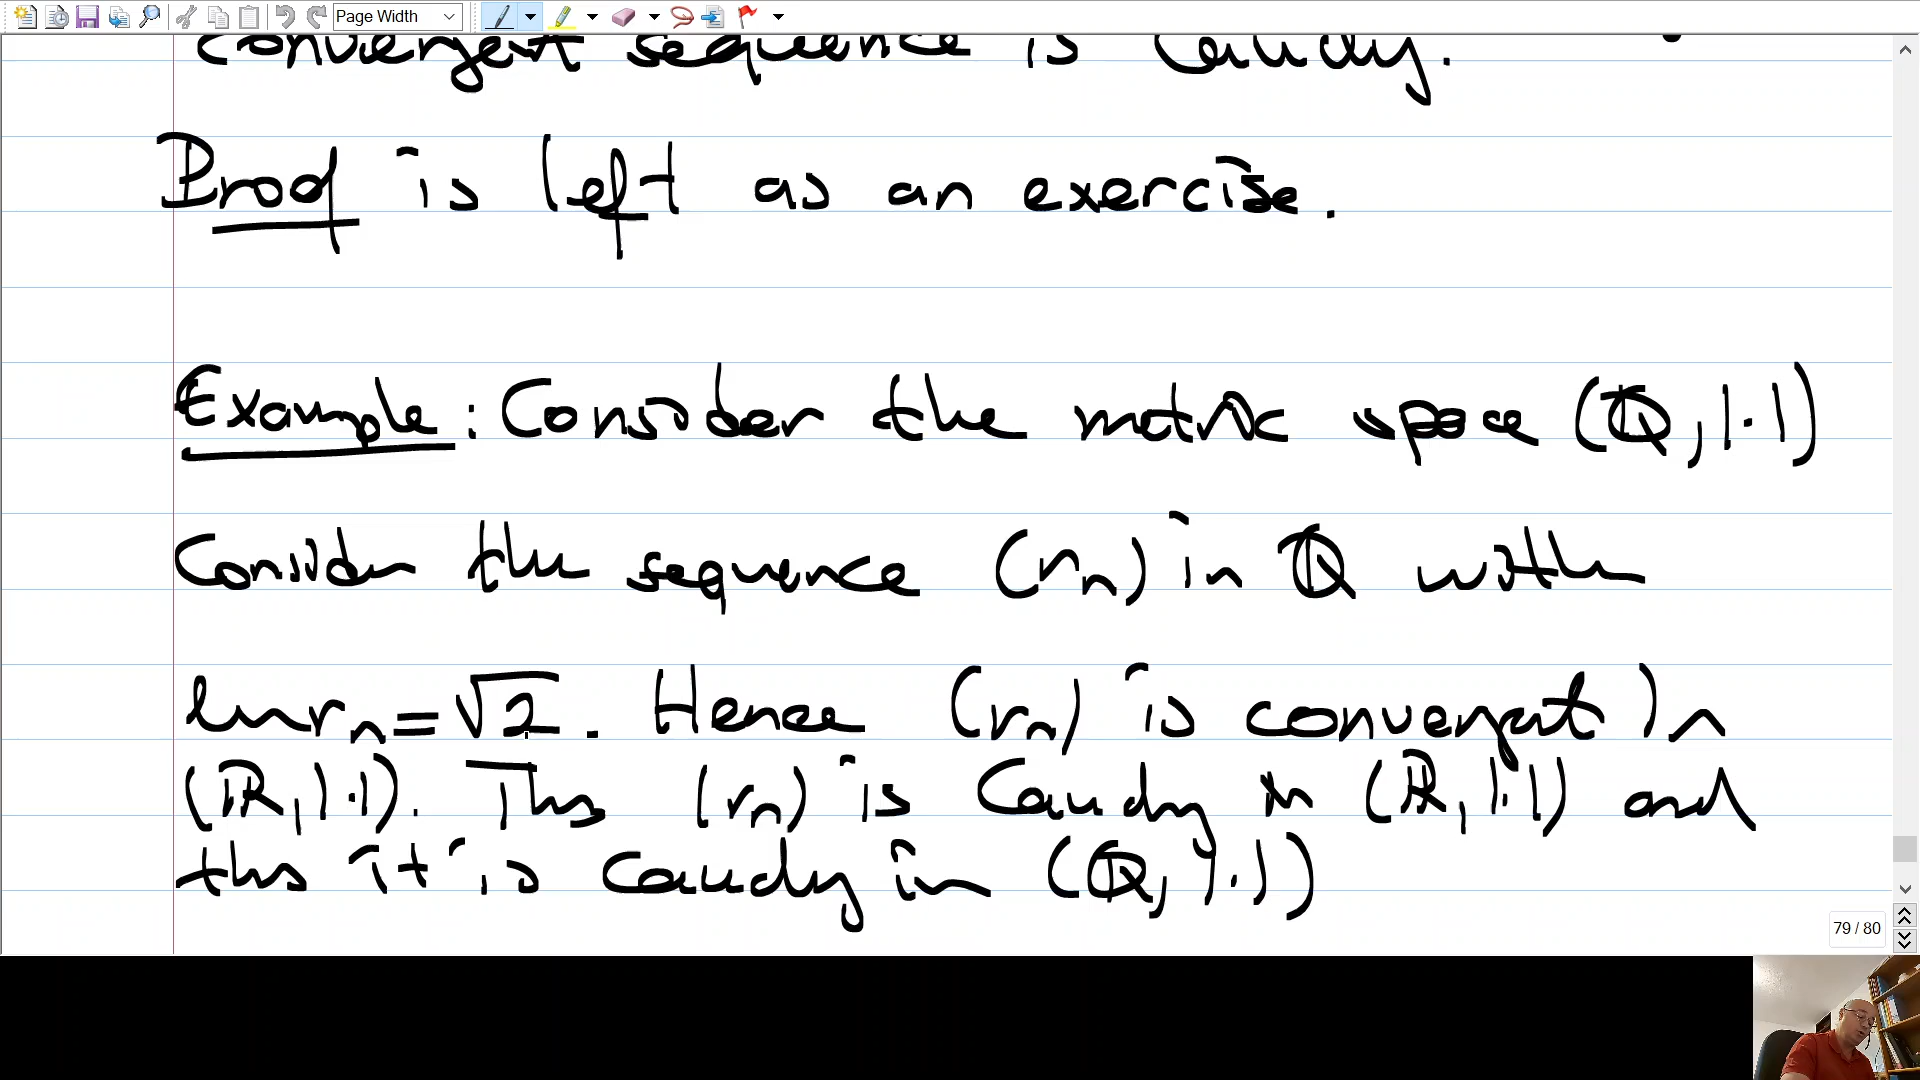 Page Width
convergent sequence is Cauchy.
Proof is left as an exercise.
Example: Consider the metric space (ℚ, |·|)
Consider the sequence (rₙ) in ℚ with
lim rₙ = √2. Hence (rₙ) is convergent in
(ℝ, |·|). Thus (rₙ) is Cauchy in (ℝ, |·|) and
thus it is Cauchy in (ℚ, |·|)
79 / 80